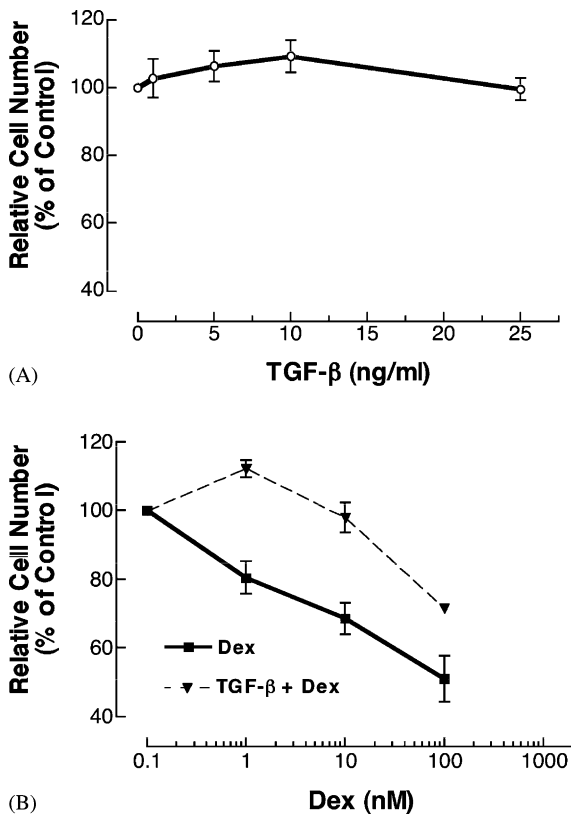 Relative Cell Number
(% of Control)
120
100
80
60
40
0 5 10 15 20 25
TGF-β (ng/ml)
(A)
Relative Cell Number
(% of Control)
120
100
80
60
40
Dex
TGF-β + Dex
0.1 1 10 100 1000
Dex (nM)
(B)